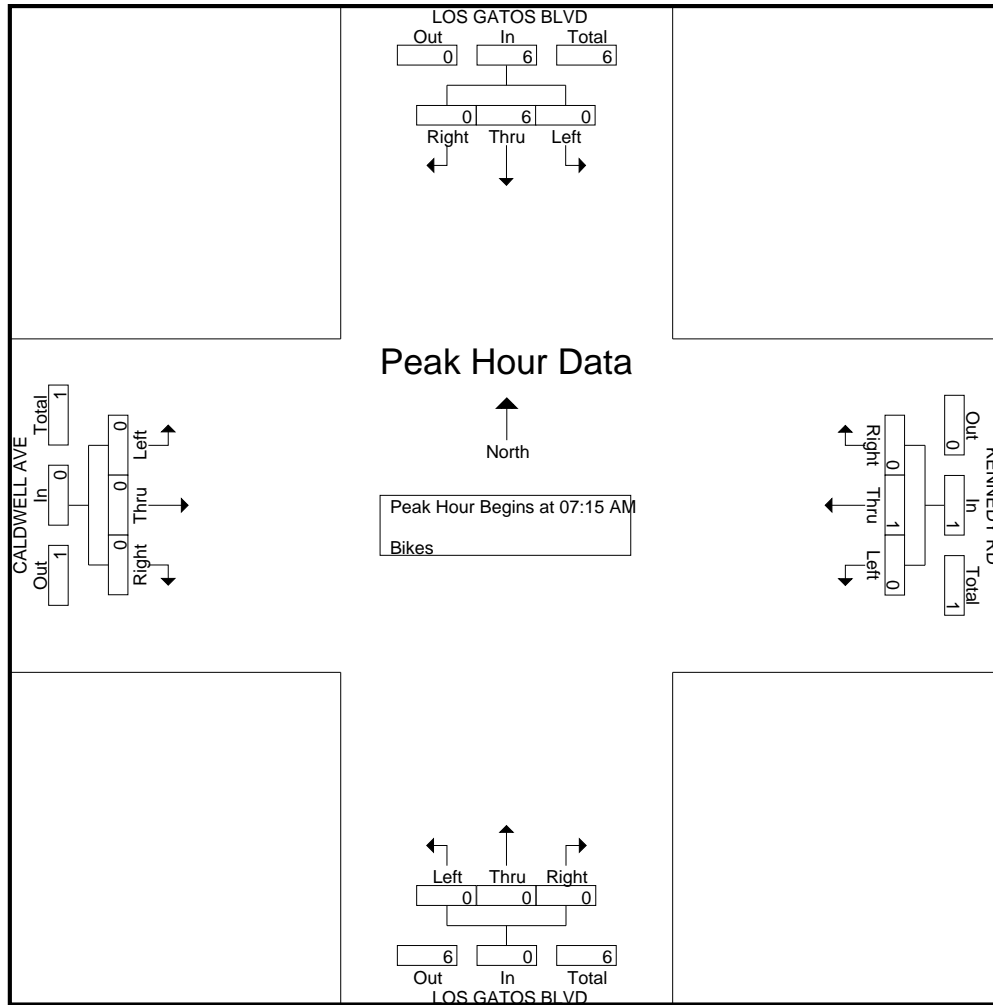 LOS GATOS BLVD
Out In Total
0 6 6
0 6 0
Right Thru Left
Peak Hour Data
North
Peak Hour Begins at 07:15 AM
Bikes
CALDWELL AVE
Out In Total
1 0 1
0 0 0
Right Thru Left
KENNEDY RD
Out In Total
0 1 1
0 1 0
Right Thru Left
Left Thru Right
0 0 0
6 0 6
Out In Total
LOS GATOS BLVD